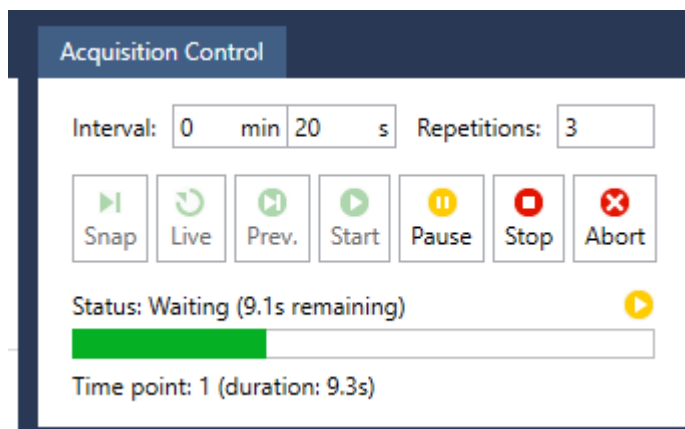 Acquisition Control
Interval: 0 min 20 s Repetitions: 3
Snap Live Prev. Start Pause Stop Abort
Status: Waiting (9.1s remaining)
Time point: 1 (duration: 9.3s)